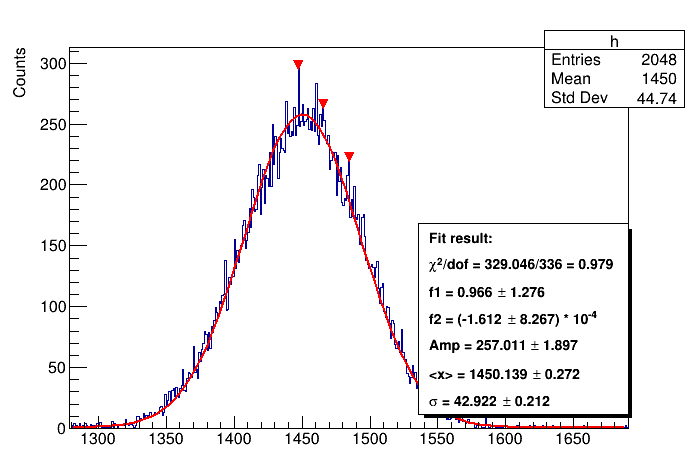 h
Entries 2048
Mean 1450
Std Dev 44.74
Counts
300
250
200
150
100
50
0
Fit result:
χ²/dof = 329.046/336 = 0.979
f1 = 0.966 ± 1.276
f2 = (-1.612 ± 8.267) * 10⁻⁴
Amp = 257.011 ± 1.897
<x> = 1450.139 ± 0.272
σ = 42.922 ± 0.212
1300 1350 1400 1450 1500 1550 1600 1650